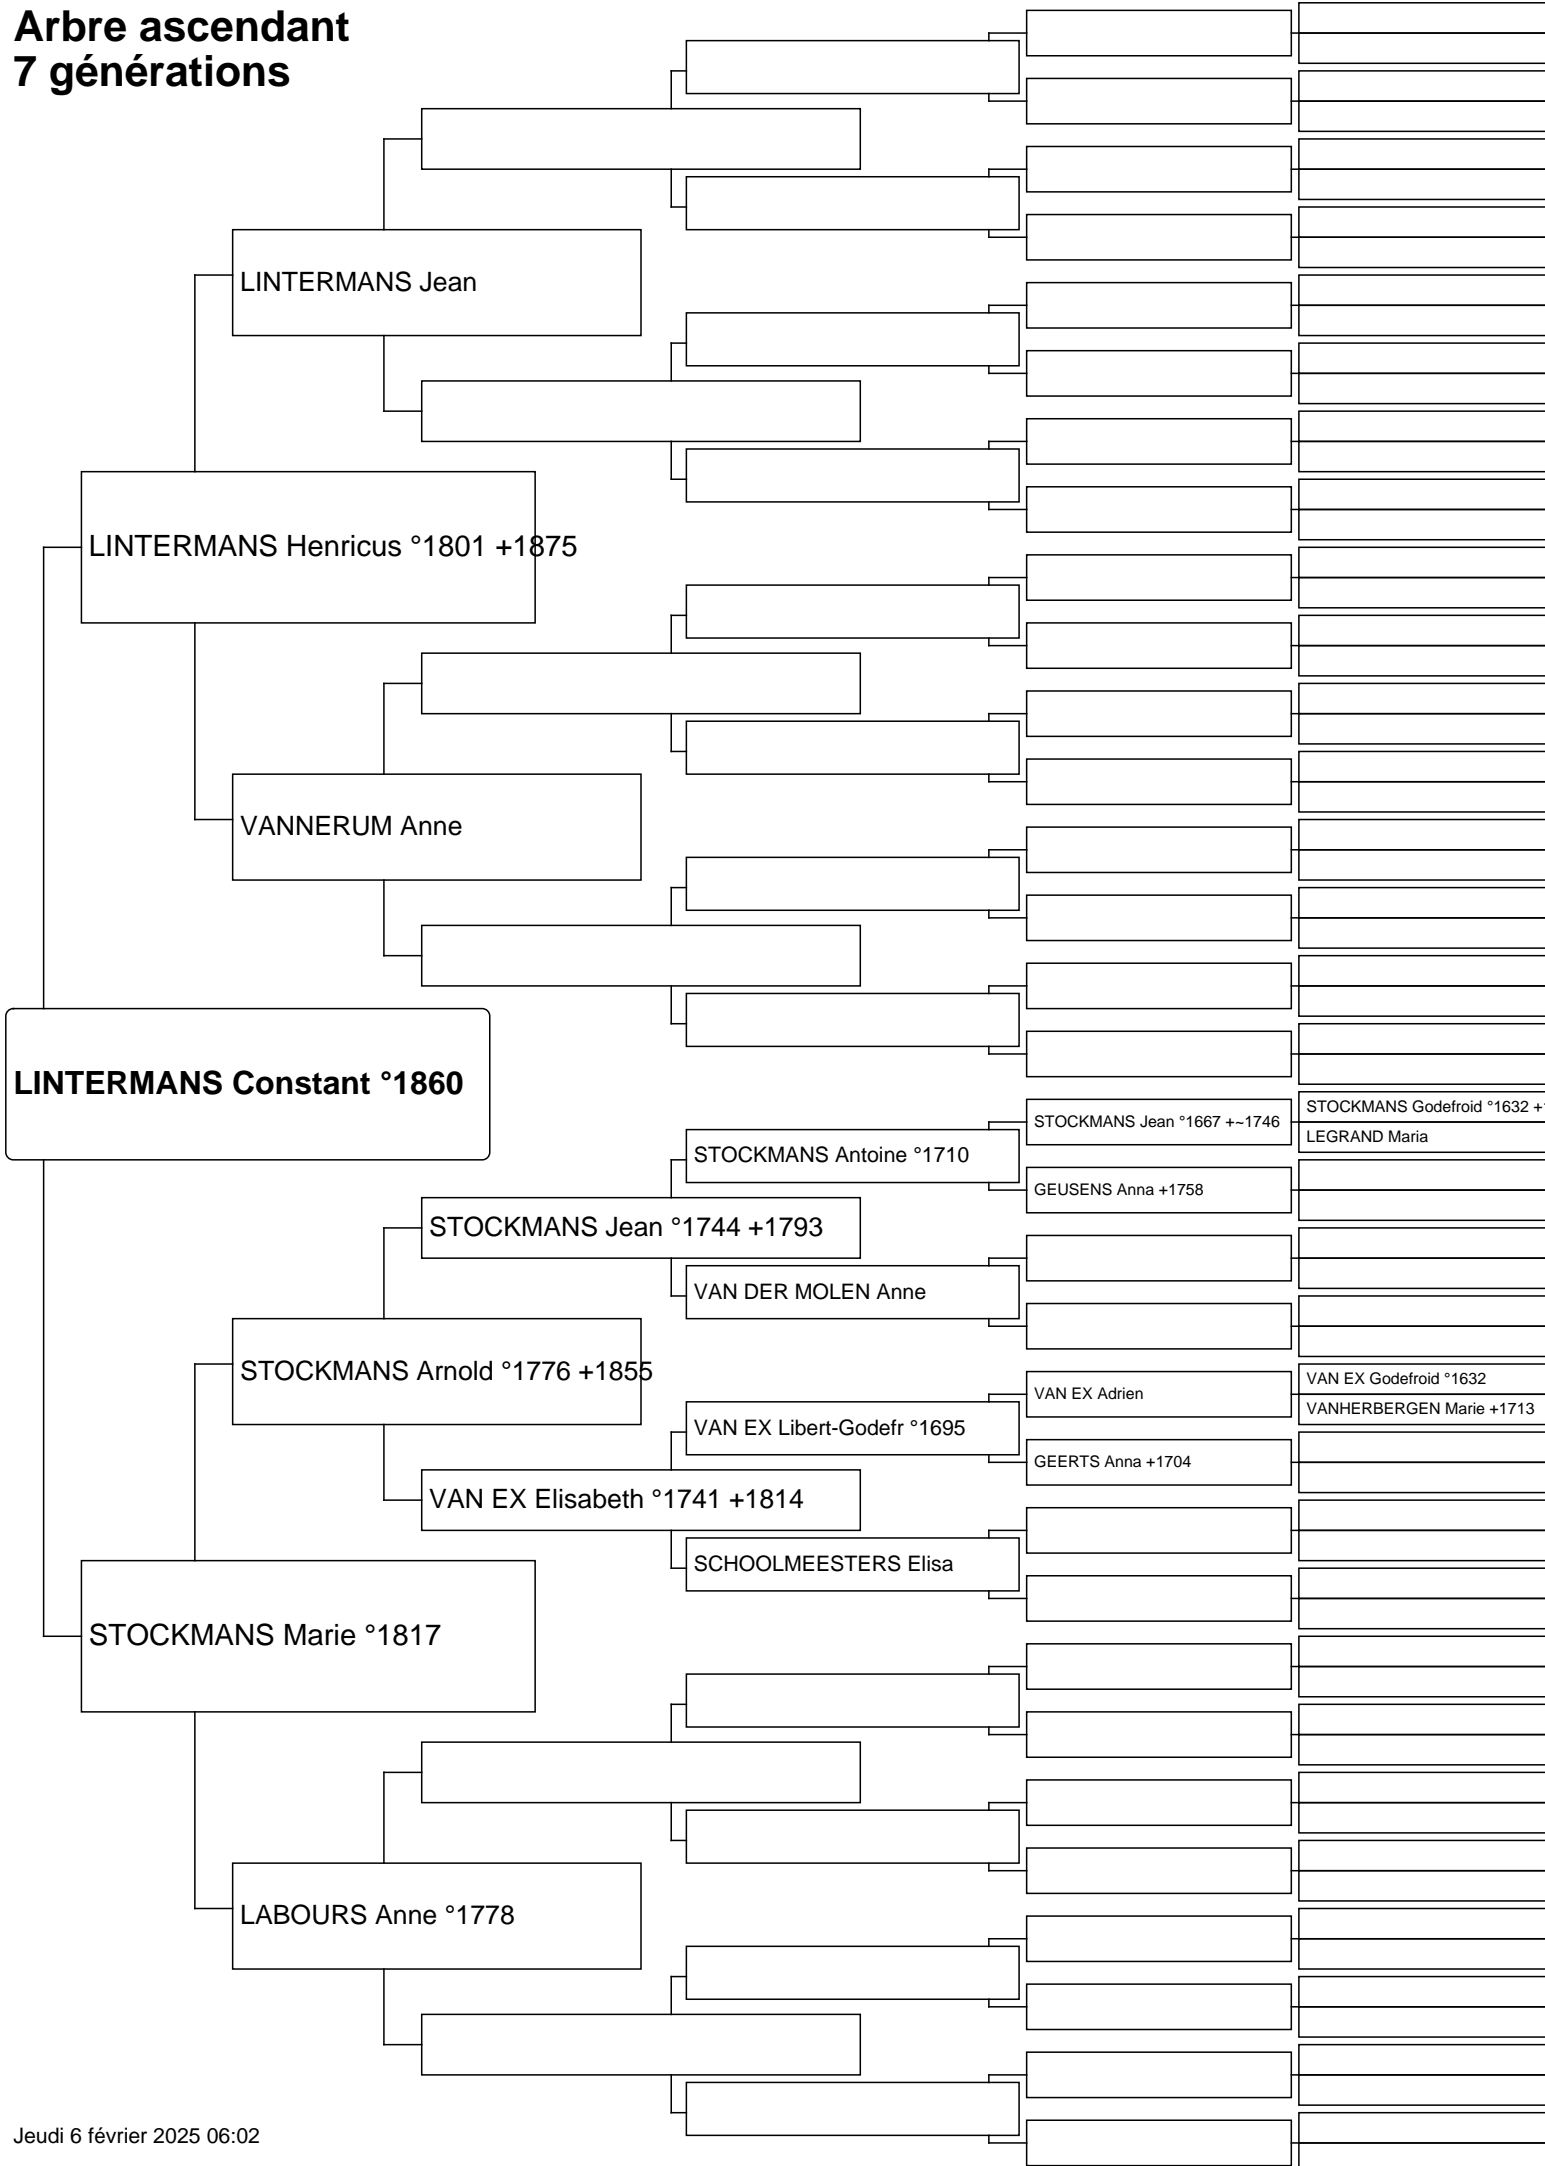 Arbre ascendant
7 générations
LINTERMANS Jean
LINTERMANS Henricus °1801 +1875
VANNERUM Anne
LINTERMANS Constant °1860
STOCKMANS Godefroid °1632 +
STOCKMANS Jean °1667 +~1746
LEGRAND Maria
STOCKMANS Antoine °1710
GEUSENS Anna +1758
STOCKMANS Jean °1744 +1793
VAN DER MOLEN Anne
STOCKMANS Arnold °1776 +1855
VAN EX Godefroid °1632
VAN EX Adrien
VANHERBERGEN Marie +1713
VAN EX Libert-Godefr °1695
GEERTS Anna +1704
VAN EX Elisabeth °1741 +1814
SCHOOLMEESTERS Elisa
STOCKMANS Marie °1817
LABOURS Anne °1778
Jeudi 6 février 2025 06:02